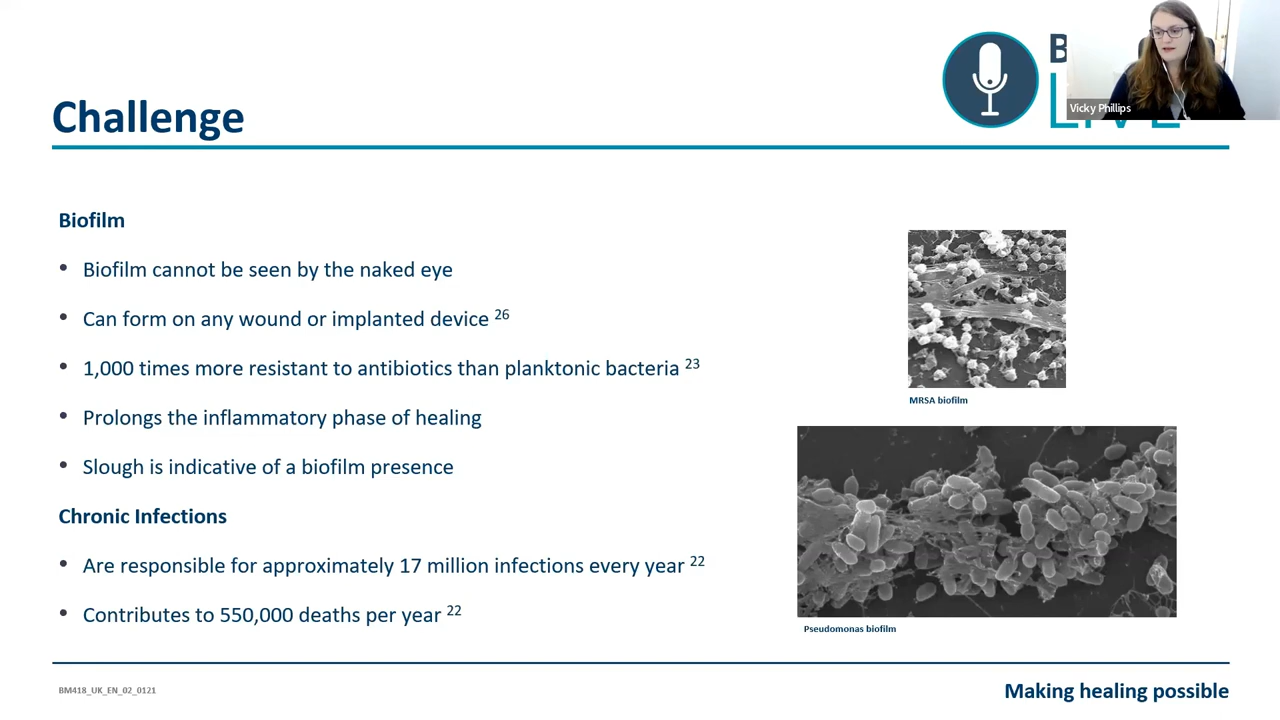 B
Vicky Phillips
LIVE
Challenge
Biofilm
• Biofilm cannot be seen by the naked eye
• Can form on any wound or implanted device 26
• 1,000 times more resistant to antibiotics than planktonic bacteria 23
• Prolongs the inflammatory phase of healing
• Slough is indicative of a biofilm presence
Chronic Infections
• Are responsible for approximately 17 million infections every year 22
• Contributes to 550,000 deaths per year 22
MRSA biofilm
Pseudomonas biofilm
BM418_UK_EN_02_0121
Making healing possible